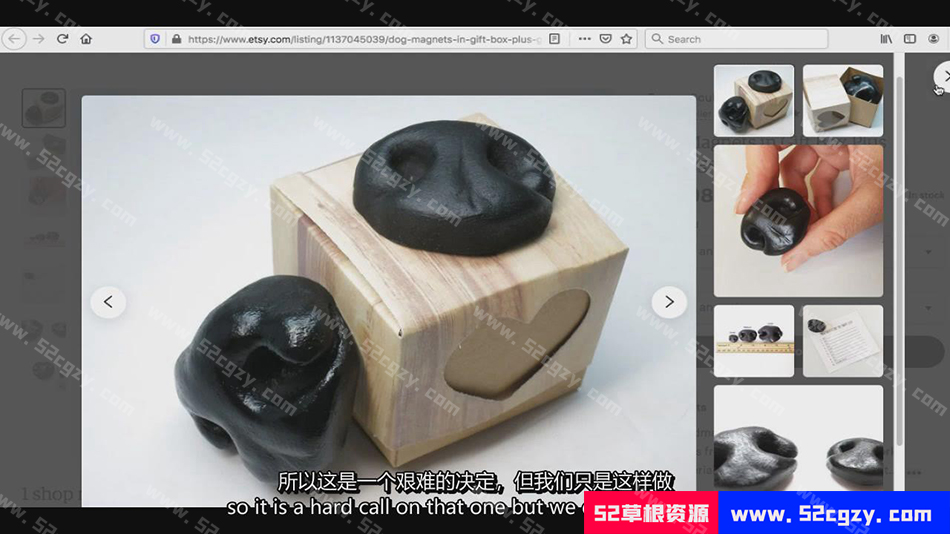 https://www.etsy.com/listing/1137045039/dog-magnets-in-gift-box-plus-g
Search
1 shop
所以这是一个艰难的决定，但我们只是这样做
so it is a hard call on that one but we
52草根资源
www.52cgzy.com